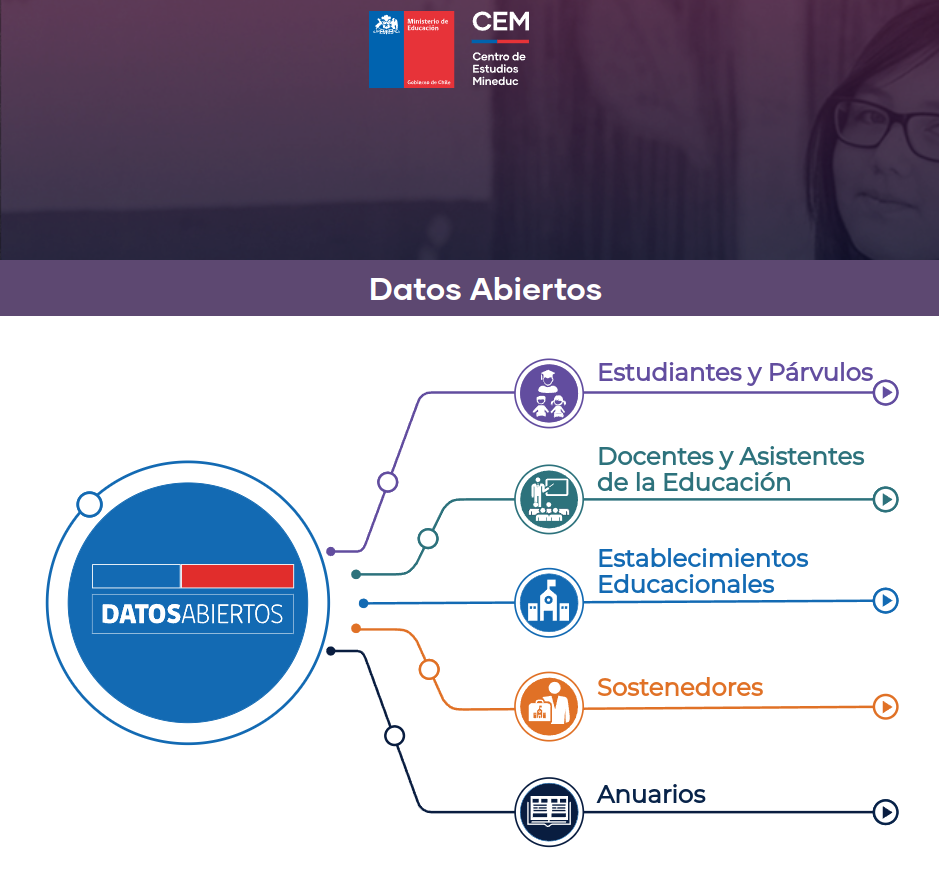 Ministerio de
Educación
Gobierno de Chile
CEM
Centro de
Estudios
Mineduc
Datos Abiertos
Estudiantes y Párvulos
Docentes y Asistentes
de la Educación
Establecimientos
Educacionales
DATOSABIERTOS
Sostenedores
Anuarios